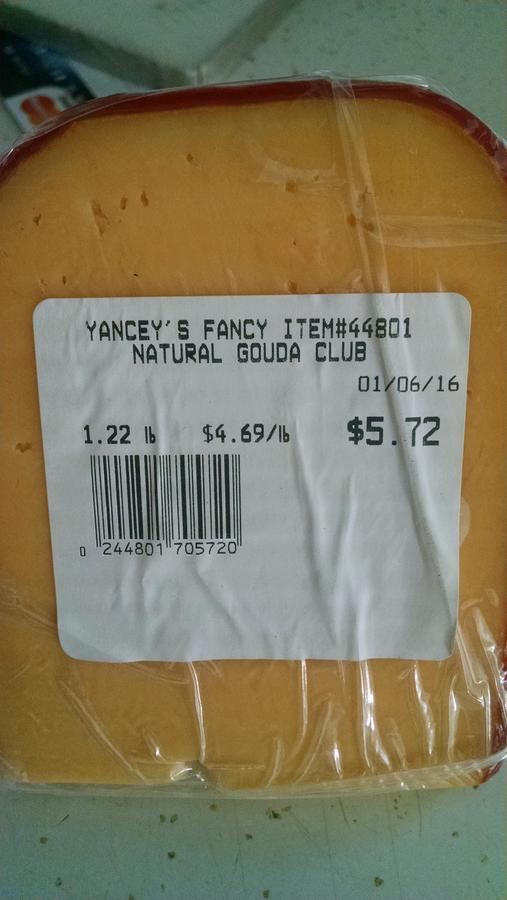 YANCEY'S FANCY ITEM#44801
NATURAL GOUDA CLUB
01/06/16
1.22 lb $4.69/lb $5.72
0 244801 705720